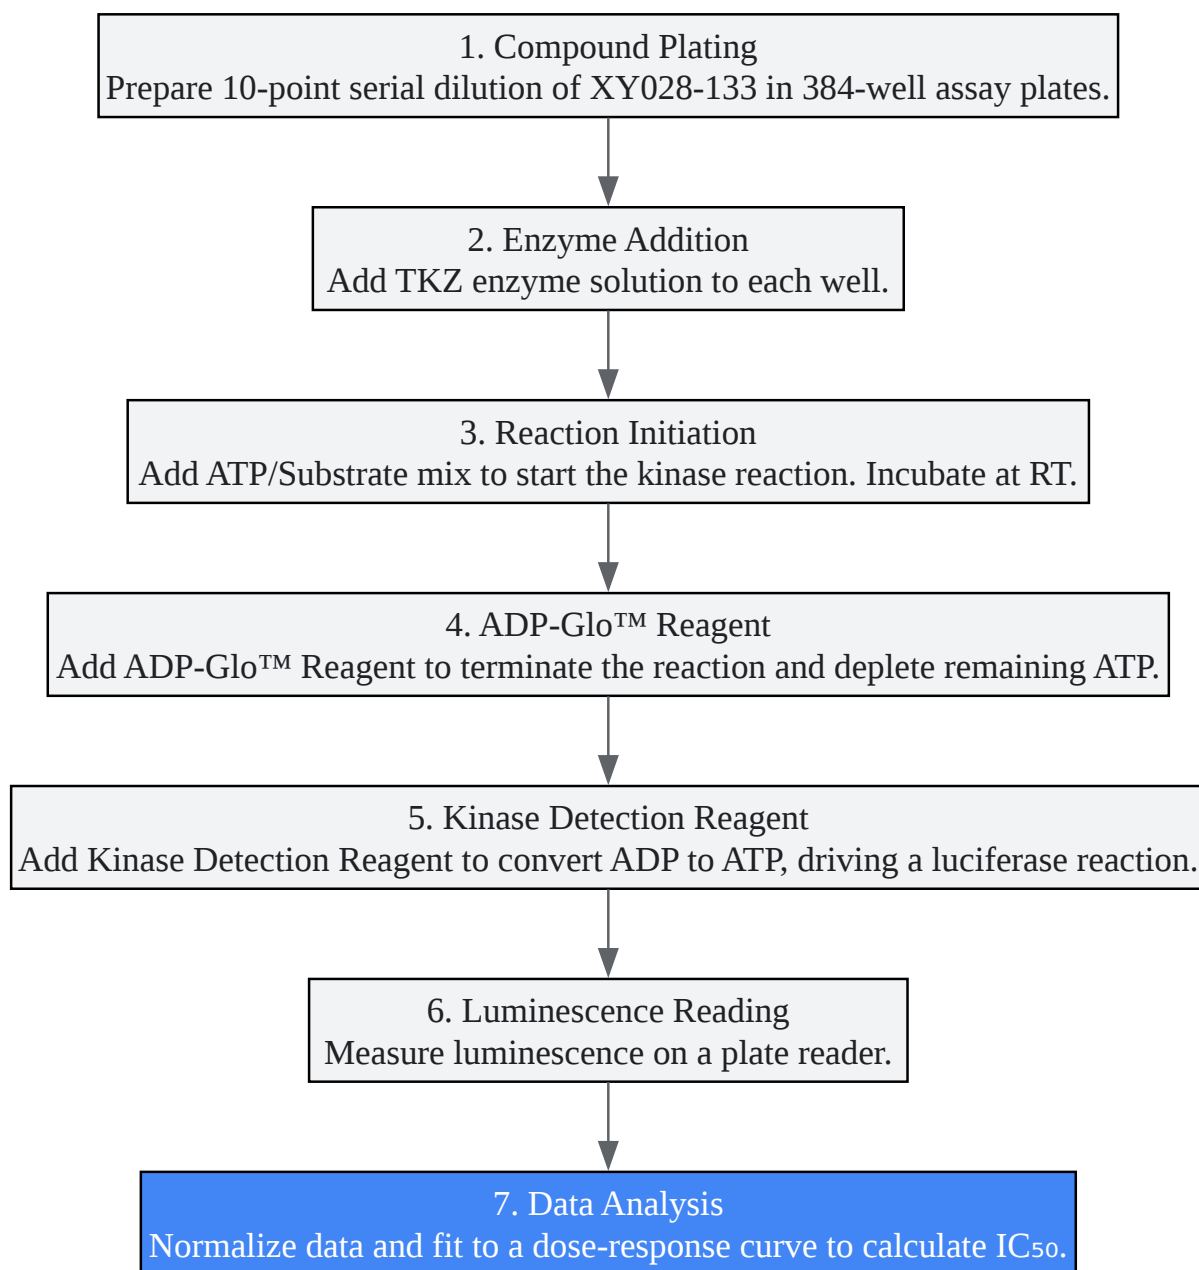 1. Compound Plating
Prepare 10-point serial dilution of XY028-133 in 384-well assay plates.
2. Enzyme Addition
Add TKZ enzyme solution to each well.
3. Reaction Initiation
Add ATP/Substrate mix to start the kinase reaction. Incubate at RT.
4. ADP-Glo™ Reagent
Add ADP-Glo™ Reagent to terminate the reaction and deplete remaining ATP.
5. Kinase Detection Reagent
Add Kinase Detection Reagent to convert ADP to ATP, driving a luciferase reaction.
6. Luminescence Reading
Measure luminescence on a plate reader.
7. Data Analysis
Normalize data and fit to a dose-response curve to calculate IC₅₀.